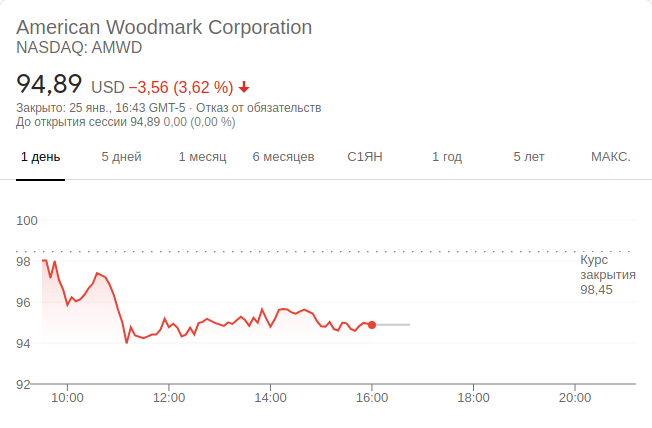 American Woodmark Corporation
NASDAQ: AMWD
94,89 USD −3,56 (3,62 %) ↓
Закрыто: 25 янв., 16:43 GMT-5 · Отказ от обязательств
До открытия сессии 94,89 0,00 (0,00 %)
1 день 5 дней 1 месяц 6 месяцев С1ЯН 1 год 5 лет МАКС.
100
98
Курс
закрытия
98,45
96
94
92
10:00 12:00 14:00 16:00 18:00 20:00